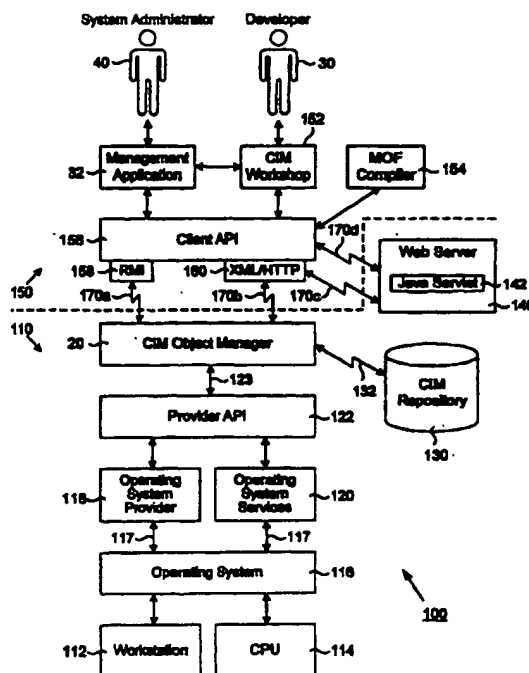 System Administrator
Developer
40
30
152
Management Application
32
CIM Workshop
MOF Compiler
154
156
Client API
170d
158
RMI
160
XML/HTTP
Web Server
Java Servlet
142
140
150
170a
170b
170c
110
20
CIM Object Manager
123
132
CIM Repository
130
Provider API
122
118
Operating System Provider
Operating System Services
120
117
117
Operating System
116
100
112
Workstation
CPU
114